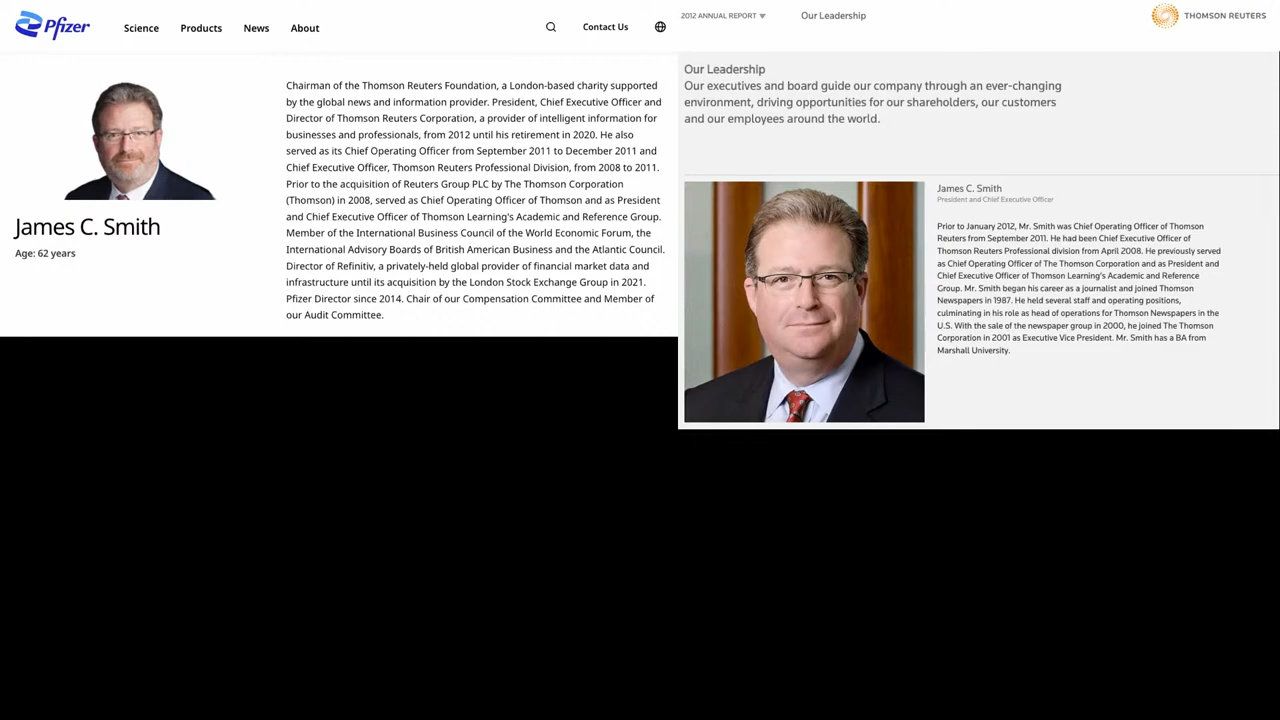 Pfizer
Science
Products
News
About
Contact Us
James C. Smith
Age: 62 years
Chairman of the Thomson Reuters Foundation, a London-based charity supported
by the global news and information provider. President, Chief Executive Officer and
Director of Thomson Reuters Corporation, a provider of intelligent information for
businesses and professionals, from 2012 until his retirement in 2020. He also
served as its Chief Operating Officer from September 2011 to December 2011 and
Chief Executive Officer, Thomson Reuters Professional Division, from 2008 to 2011.
Prior to the acquisition of Reuters Group PLC by The Thomson Corporation
(Thomson) in 2008, served as Chief Operating Officer of Thomson and as President
and Chief Executive Officer of Thomson Learning's Academic and Reference Group.
Member of the International Business Council of the World Economic Forum, the
International Advisory Boards of British American Business and the Atlantic Council.
Director of Refinitiv, a privately-held global provider of financial market data and
infrastructure until its acquisition by the London Stock Exchange Group in 2021.
Pfizer Director since 2014. Chair of our Compensation Committee and Member of
our Audit Committee.
2012 ANNUAL REPORT
Our Leadership
THOMSON REUTERS
Our Leadership
Our executives and board guide our company through an ever-changing
environment, driving opportunities for our shareholders, our customers
and our employees around the world.
James C. Smith
President and Chief Executive Officer
Prior to January 2012, Mr. Smith was Chief Operating Officer of Thomson
Reuters from September 2011. He had been Chief Executive Officer of
Thomson Reuters Professional division from April 2008. He previously served
as Chief Operating Officer of The Thomson Corporation and as President and
Chief Executive Officer of Thomson Learning's Academic and Reference
Group. Mr. Smith began his career as a journalist and joined Thomson
Newspapers in 1987. He held several staff and operating positions,
culminating in his role as head of operations for Thomson Newspapers in the
U.S. With the sale of the newspaper group in 2000, he joined The Thomson
Corporation in 2001 as Executive Vice President. Mr. Smith has a BA from
Marshall University.